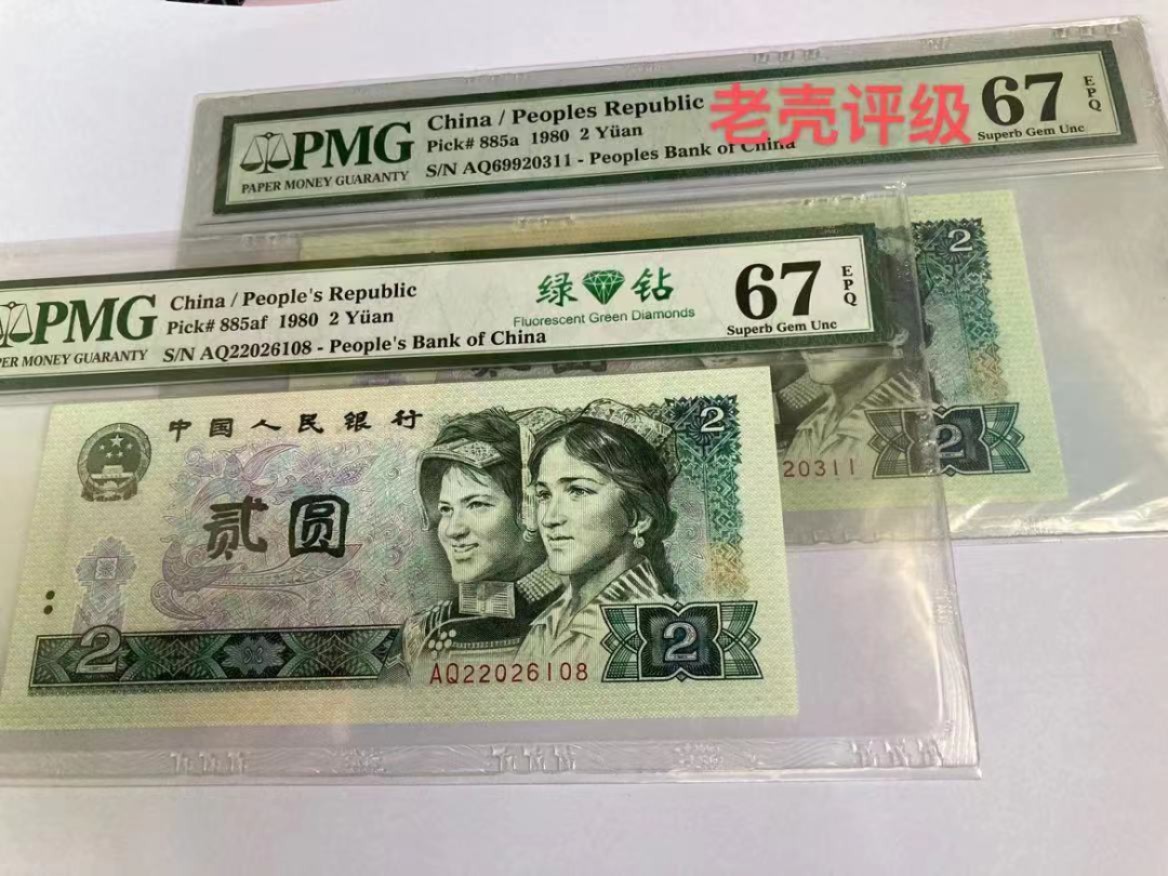 PMG
PAPER MONEY GUARANTY
China / Peoples Republic
Pick# 885a 1980 2 Yüan
S/N AQ69920311 - Peoples Bank of China
老壳评级
67
EPQ
Superb Gem Unc
2
20311
2
PMG
PER MONEY GUARANTY
China / People's Republic
Pick# 885af 1980 2 Yüan
S/N AQ22026108 - People's Bank of China
绿钻
Fluorescent Green Diamonds
67
EPQ
Superb Gem Unc
中国人民银行
2
贰圆
2
AQ22026108
2